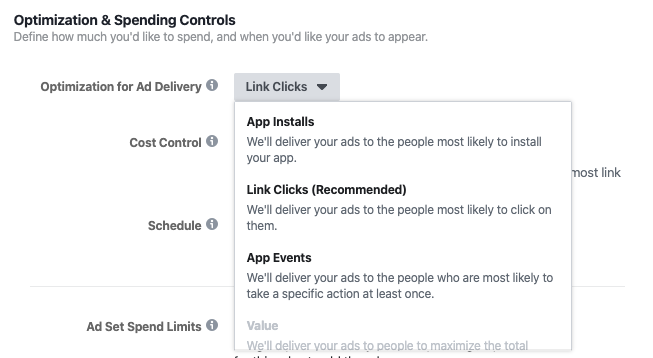 Optimization & Spending Controls
Define how much you'd like to spend, and when you'd like your ads to appear.
Optimization for Ad Delivery
Link Clicks
App Installs
We'll deliver your ads to the people most likely to install
your app.
Cost Control
most link
Link Clicks (Recommended)
We'll deliver your ads to the people most likely to click on
them.
Schedule
App Events
We'll deliver your ads to the people who are most likely to
take a specific action at least once.
Ad Set Spend Limits
Value
We'll deliver your ads to people to maximize the total